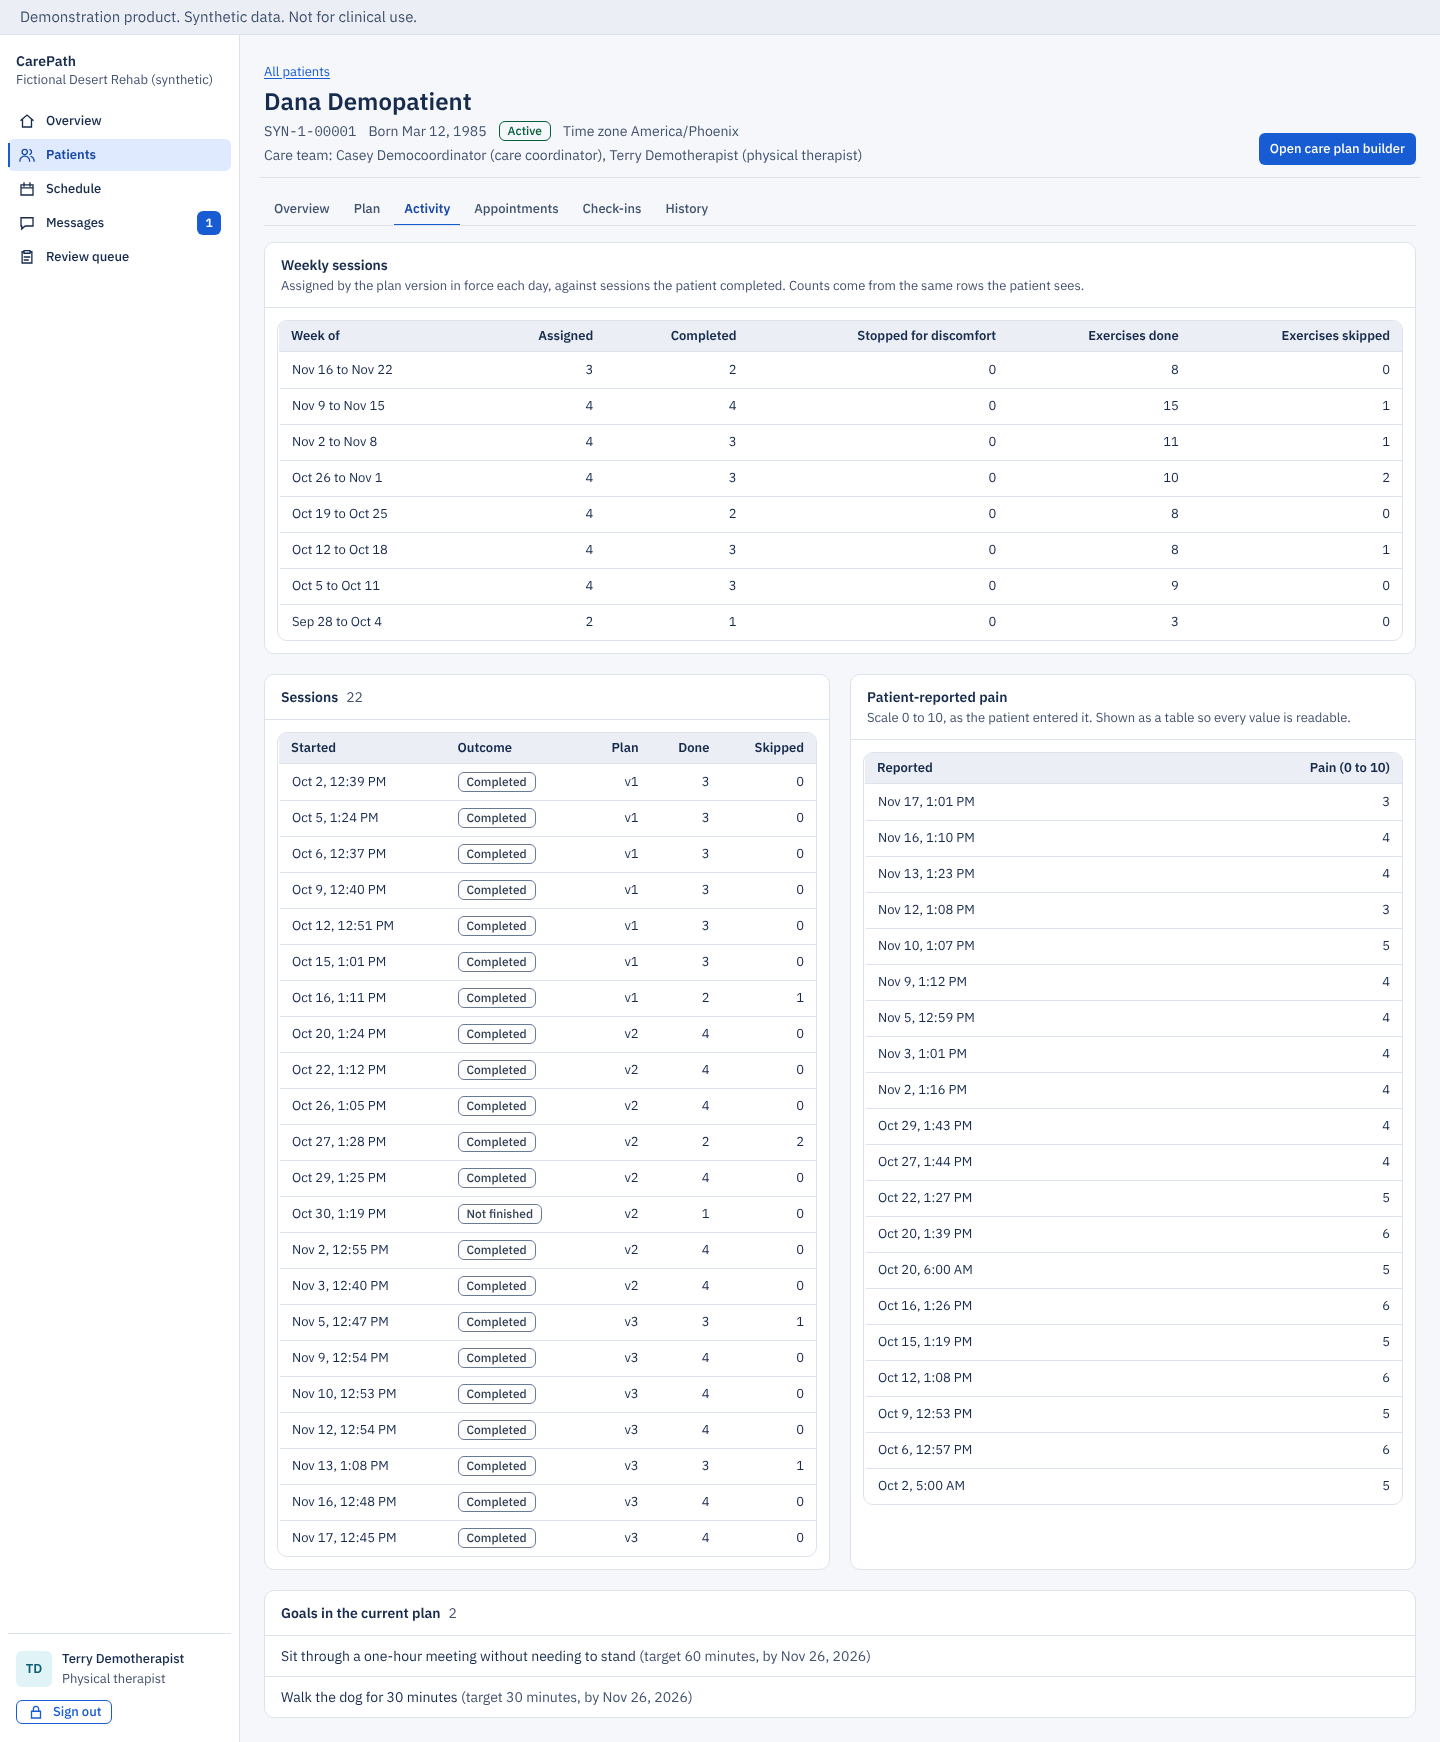 Demonstration product. Synthetic data. Not for clinical use.
CarePath
Fictional Desert Rehab (synthetic)
Overview
Patients
Schedule
Messages 1
Review queue
All patients
Dana Demopatient
SYN-1-00001 Born Mar 12, 1985 Active Time zone America/Phoenix
Care team: Casey Democoordinator (care coordinator), Terry Demotherapist (physical therapist)
Open care plan builder
Overview Plan Activity Appointments Check-ins History
Weekly sessions
Assigned by the plan version in force each day, against sessions the patient completed. Counts come from the same rows the patient sees.
Week of Assigned Completed Stopped for discomfort Exercises done Exercises skipped
Nov 16 to Nov 22 3 2 0 8 0
Nov 9 to Nov 15 4 4 0 15 1
Nov 2 to Nov 8 4 3 0 11 1
Oct 26 to Nov 1 4 3 0 10 2
Oct 19 to Oct 25 4 2 0 8 0
Oct 12 to Oct 18 4 3 0 8 1
Oct 5 to Oct 11 4 3 0 9 0
Sep 28 to Oct 4 2 1 0 3 0
Sessions 22
Started Outcome Plan Done Skipped
Oct 2, 12:39 PM Completed v1 3 0
Oct 5, 1:24 PM Completed v1 3 0
Oct 6, 12:37 PM Completed v1 3 0
Oct 9, 12:40 PM Completed v1 3 0
Oct 12, 12:51 PM Completed v1 3 0
Oct 15, 1:01 PM Completed v1 3 0
Oct 16, 1:11 PM Completed v1 2 1
Oct 20, 1:24 PM Completed v2 4 0
Oct 22, 1:12 PM Completed v2 4 0
Oct 26, 1:05 PM Completed v2 4 0
Oct 27, 1:28 PM Completed v2 2 2
Oct 29, 1:25 PM Completed v2 4 0
Oct 30, 1:19 PM Not finished v2 1 0
Nov 2, 12:55 PM Completed v2 4 0
Nov 3, 12:40 PM Completed v2 4 0
Nov 5, 12:47 PM Completed v3 3 1
Nov 9, 12:54 PM Completed v3 4 0
Nov 10, 12:53 PM Completed v3 4 0
Nov 12, 12:54 PM Completed v3 4 0
Nov 13, 1:08 PM Completed v3 3 1
Nov 16, 12:48 PM Completed v3 4 0
Nov 17, 12:45 PM Completed v3 4 0
Patient-reported pain
Scale 0 to 10, as the patient entered it. Shown as a table so every value is readable.
Reported Pain (0 to 10)
Nov 17, 1:01 PM 3
Nov 16, 1:10 PM 4
Nov 13, 1:23 PM 4
Nov 12, 1:08 PM 3
Nov 10, 1:07 PM 5
Nov 9, 1:12 PM 4
Nov 5, 12:59 PM 4
Nov 3, 1:01 PM 4
Nov 2, 1:16 PM 4
Oct 29, 1:43 PM 4
Oct 27, 1:44 PM 4
Oct 22, 1:27 PM 5
Oct 20, 1:39 PM 6
Oct 20, 6:00 AM 5
Oct 16, 1:26 PM 6
Oct 15, 1:19 PM 5
Oct 12, 1:08 PM 6
Oct 9, 12:53 PM 5
Oct 6, 12:57 PM 6
Oct 2, 5:00 AM 5
Goals in the current plan 2
Sit through a one-hour meeting without needing to stand (target 60 minutes, by Nov 26, 2026)
Walk the dog for 30 minutes (target 30 minutes, by Nov 26, 2026)
TD
Terry Demotherapist
Physical therapist
Sign out